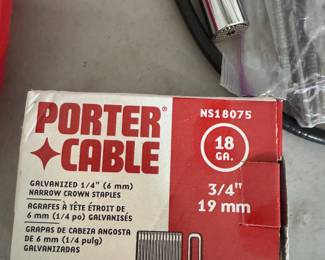 PORTER®
CABLE
NS18075
18
GA.
3/4"
19 mm
GALVANIZED 1/4" (6 mm)
NARROW CROWN STAPLES
AGRAFES À TÊTE ÉTROIT DE
6 mm (1/4 po) GALVANISÉS
GRAPAS DE CABEZA ANGOSTA
DE 6 mm (1/4 pulg)
GALVANIZADAS